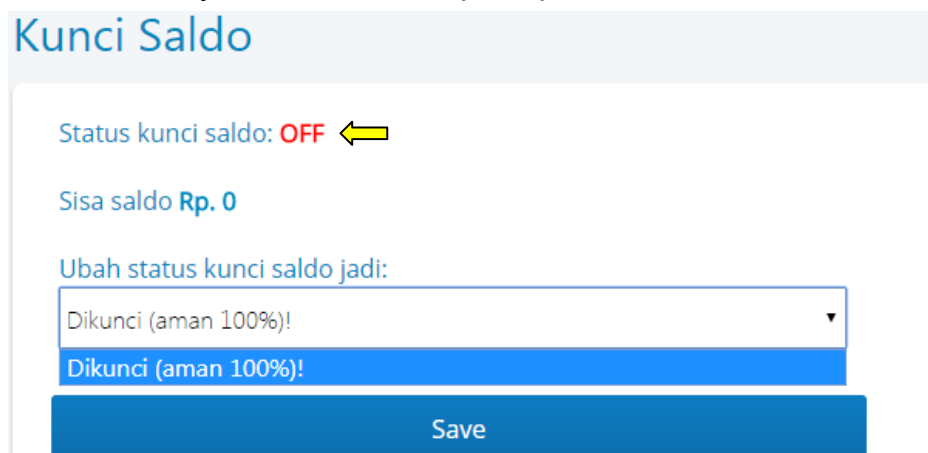 Kunci Saldo
Status kunci saldo: OFF
Sisa saldo Rp. 0
Ubah status kunci saldo jadi:
Dikunci (aman 100%)!
Dikunci (aman 100%)!
Save